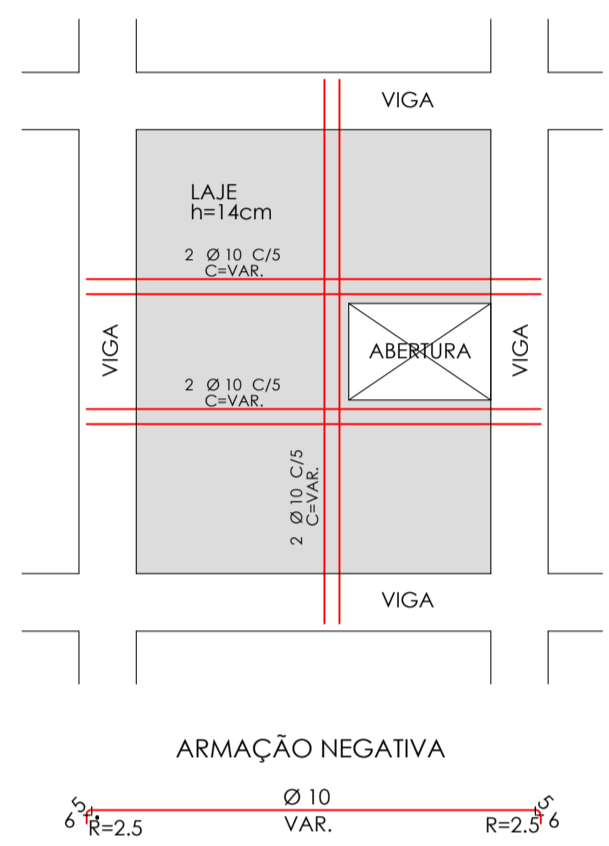 VIGA
LAJE
h=14cm
2 Ø 10 C/5
C=VAR.
VIGA
ABERTURA
VIGA
2 Ø 10 C/5
C=VAR.
2 Ø 10 C/5
C=VAR.
VIGA
ARMAÇÃO NEGATIVA
Ø 10
5
6
R=2.5
VAR.
R=2.5
5
6